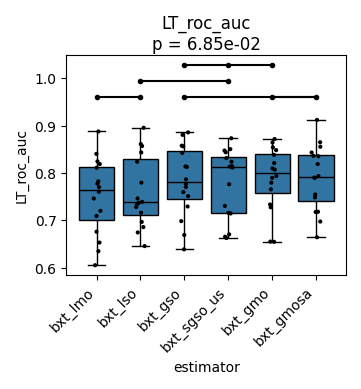 LT_roc_auc
p = 6.85e-02
1.0
0.9
0.8
0.7
0.6
LT_roc_auc
bxt_lmo
bxt_lso
bxt_gso
bxt_sgso_us
bxt_gmo
bxt_gmosa
estimator